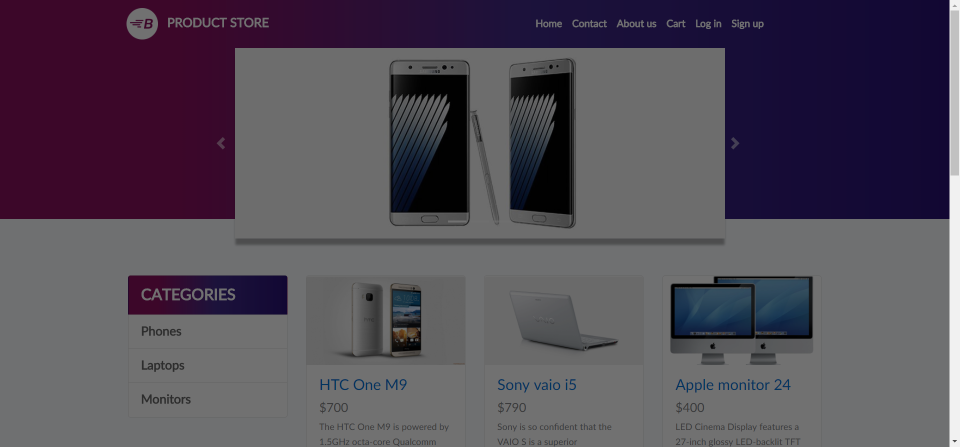 B PRODUCT STORE
Home Contact About us Cart Log in Sign up
CATEGORIES
Phones
Laptops
Monitors
HTC One M9
$700
The HTC One M9 is powered by
1.5GHz octa-core Qualcomm
Sony vaio i5
$790
Sony is so confident that the
VAIO S is a superior
Apple monitor 24
$400
LED Cinema Display features a
27-inch glossy LED-backlit TFT